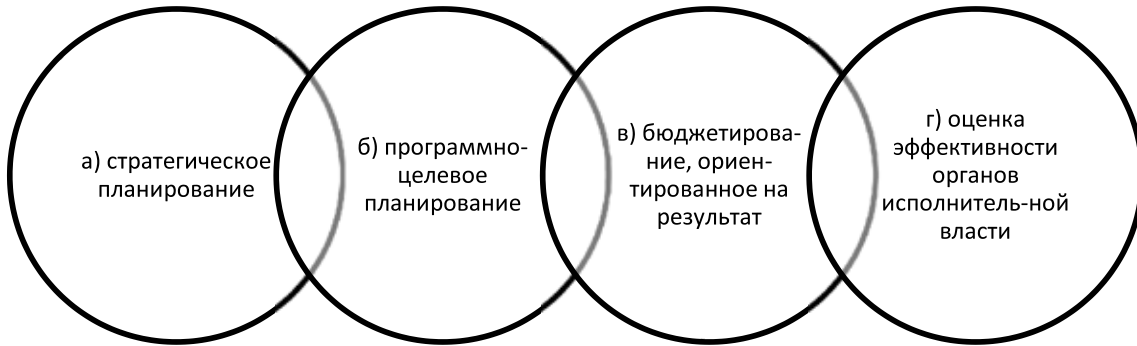 а) стратегическое
планирование
б) программно-
целевое
планирование
в) бюджетирова-
ние, ориен-
тированное на
результат
г) оценка
эффективности
органов
исполнитель-ной
власти